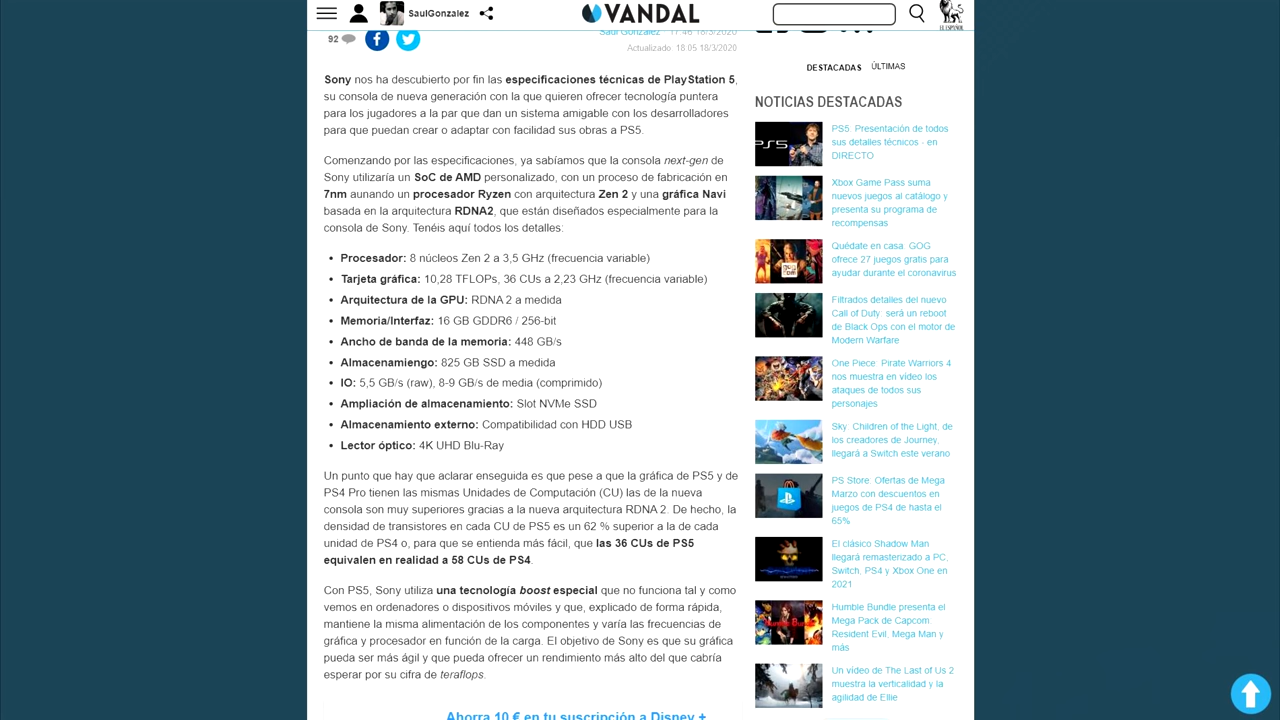 SaulGonzalez
VANDAL
EL ESPAÑOL
92
Saúl González · 17:46 18/3/2020
Actualizado: 18:05 18/3/2020
Sony nos ha descubierto por fin las especificaciones técnicas de PlayStation 5,
su consola de nueva generación con la que quieren ofrecer tecnología puntera
para los jugadores a la par que dan un sistema amigable con los desarrolladores
para que puedan crear o adaptar con facilidad sus obras a PS5.
Comenzando por las especificaciones, ya sabíamos que la consola next-gen de
Sony utilizaría un SoC de AMD personalizado, con un proceso de fabricación en
7nm aunando un procesador Ryzen con arquitectura Zen 2 y una gráfica Navi
basada en la arquitectura RDNA2, que están diseñados especialmente para la
consola de Sony. Tenéis aquí todos los detalles:
• Procesador: 8 núcleos Zen 2 a 3,5 GHz (frecuencia variable)
• Tarjeta gráfica: 10,28 TFLOPs, 36 CUs a 2,23 GHz (frecuencia variable)
• Arquitectura de la GPU: RDNA 2 a medida
• Memoria/Interfaz: 16 GB GDDR6 / 256-bit
• Ancho de banda de la memoria: 448 GB/s
• Almacenamiengo: 825 GB SSD a medida
• IO: 5,5 GB/s (raw), 8-9 GB/s de media (comprimido)
• Ampliación de almacenamiento: Slot NVMe SSD
• Almacenamiento externo: Compatibilidad con HDD USB
• Lector óptico: 4K UHD Blu-Ray
Un punto que hay que aclarar enseguida es que pese a que la gráfica de PS5 y de
PS4 Pro tienen las mismas Unidades de Computación (CU) las de la nueva
consola son muy superiores gracias a la nueva arquitectura RDNA 2. De hecho, la
densidad de transistores en cada CU de PS5 es un 62 % superior a la de cada
unidad de PS4 o, para que se entienda más fácil, que las 36 CUs de PS5
equivalen en realidad a 58 CUs de PS4.
Con PS5, Sony utiliza una tecnología boost especial que no funciona tal y como
vemos en ordenadores o dispositivos móviles y que, explicado de forma rápida,
mantiene la misma alimentación de los componentes y varía las frecuencias de
gráfica y procesador en función de la carga. El objetivo de Sony es que su gráfica
pueda ser más ágil y que pueda ofrecer un rendimiento más alto del que cabría
esperar por su cifra de teraflops.
Ahorra 10 € en tu suscripción a Disney +
DESTACADAS ÚLTIMAS
NOTICIAS DESTACADAS
PS5
PS5: Presentación de todos
sus detalles técnicos - en
DIRECTO
Xbox Game Pass suma
nuevos juegos al catálogo y
presenta su programa de
recompensas
Quédate en casa: GOG
ofrece 27 juegos gratis para
ayudar durante el coronavirus
Filtrados detalles del nuevo
Call of Duty: será un reboot
de Black Ops con el motor de
Modern Warfare
One Piece: Pirate Warriors 4
nos muestra en vídeo los
ataques de todos sus
personajes
Sky: Children of the Light, de
los creadores de Journey,
llegará a Switch este verano
PS Store: Ofertas de Mega
Marzo con descuentos en
juegos de PS4 de hasta el
65%
El clásico Shadow Man
llegará remasterizado a PC,
Switch, PS4 y Xbox One en
2021
Humble Bundle
Humble Bundle presenta el
Mega Pack de Capcom:
Resident Evil, Mega Man y
más
Un vídeo de The Last of Us 2
muestra la verticalidad y la
agilidad de Ellie